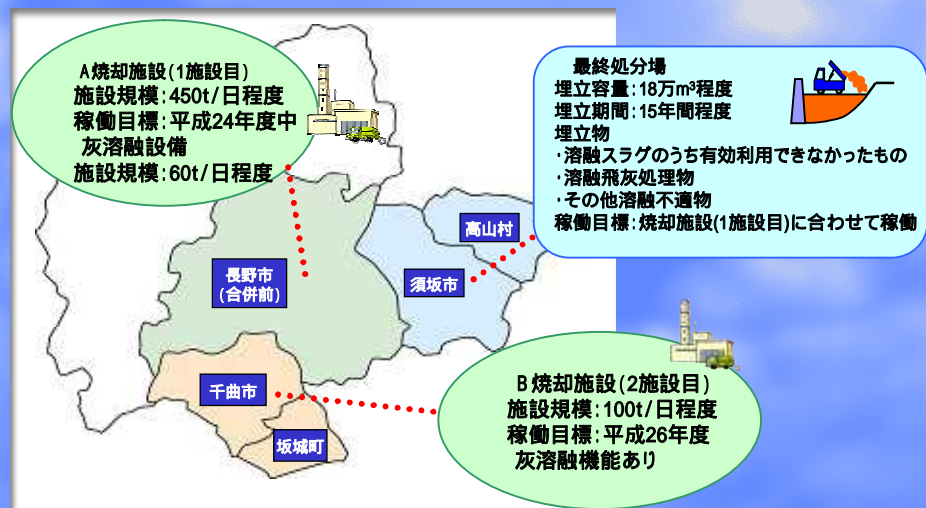 A焼却施設(1施設目)
施設規模:450t/日程度
稼働目標:平成24年度中
灰溶融設備
施設規模:60t/日程度
最終処分場
埋立容量:18万m³程度
埋立期間:15年間程度
埋立物
・溶融スラグのうち有効利用できなかったもの
・溶融飛灰処理物
・その他溶融不適物
稼働目標:焼却施設(1施設目)に合わせて稼働
高山村
須坂市
長野市
(合併前)
千曲市
坂城町
B焼却施設(2施設目)
施設規模:100t/日程度
稼働目標:平成26年度
灰溶融機能あり